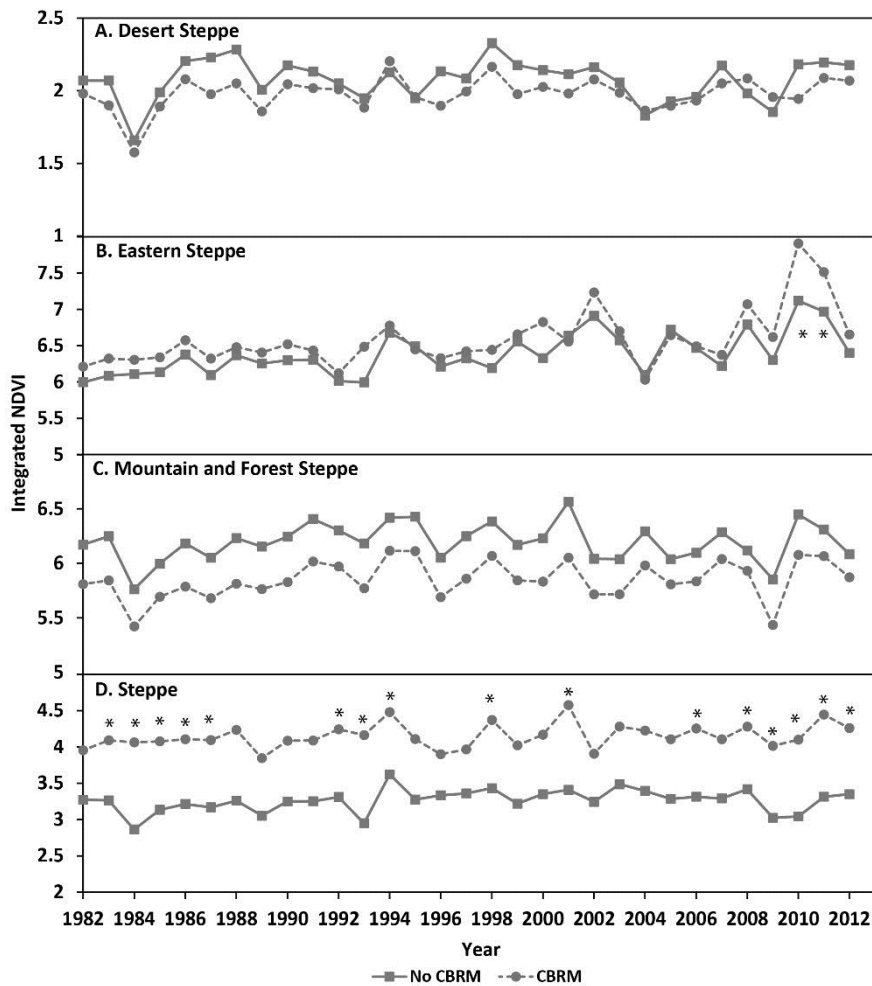 2.5
A. Desert Steppe
2
1.5
1
B. Eastern Steppe
7.5
7
* *
6.5
6
5.5
5
C. Mountain and Forest Steppe
6.5
6
5.5
5
D. Steppe
* * * * * * * * * * * * * * * *
4.5
4
3.5
3
2.5
2
Integrated NDVI
1982 1984 1986 1988 1990 1992 1994 1996 1998 2000 2002 2004 2006 2008 2010 2012
Year
No CBRM CBRM